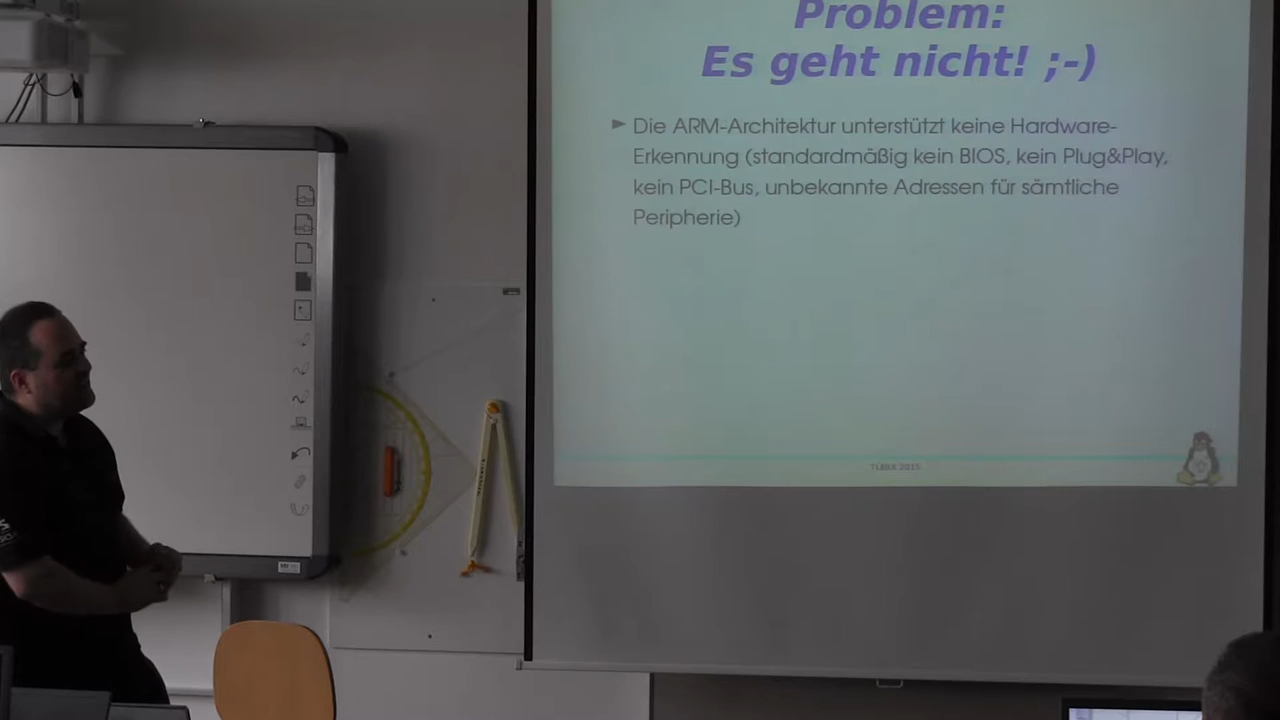 Problem:
Es geht nicht! ;-)
► Die ARM-Architektur unterstützt keine Hardware-
Erkennung (standardmäßig kein BIOS, kein Plug&Play,
kein PCI-Bus, unbekannte Adressen für sämtliche
Peripherie)
2015